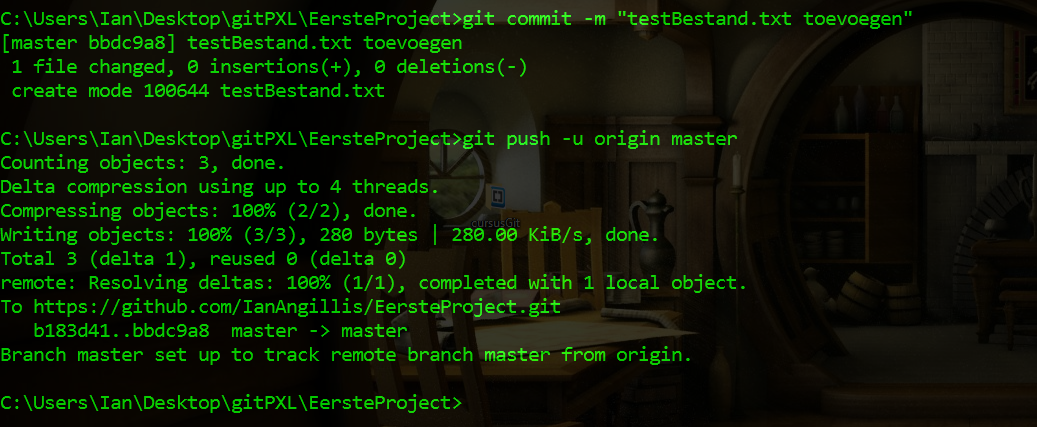 C:\Users\Ian\Desktop\gitPXL\EersteProject>git commit -m "testBestand.txt toevoegen"
[master bbdc9a8] testBestand.txt toevoegen
 1 file changed, 0 insertions(+), 0 deletions(-)
 create mode 100644 testBestand.txt
C:\Users\Ian\Desktop\gitPXL\EersteProject>git push -u origin master
Counting objects: 3, done.
Delta compression using up to 4 threads.
Compressing objects: 100% (2/2), done.
cursusGit
Writing objects: 100% (3/3), 280 bytes | 280.00 KiB/s, done.
Total 3 (delta 1), reused 0 (delta 0)
remote: Resolving deltas: 100% (1/1), completed with 1 local object.
To https://github.com/IanAngillis/EersteProject.git
   b183d41..bbdc9a8  master -> master
Branch master set up to track remote branch master from origin.
C:\Users\Ian\Desktop\gitPXL\EersteProject>